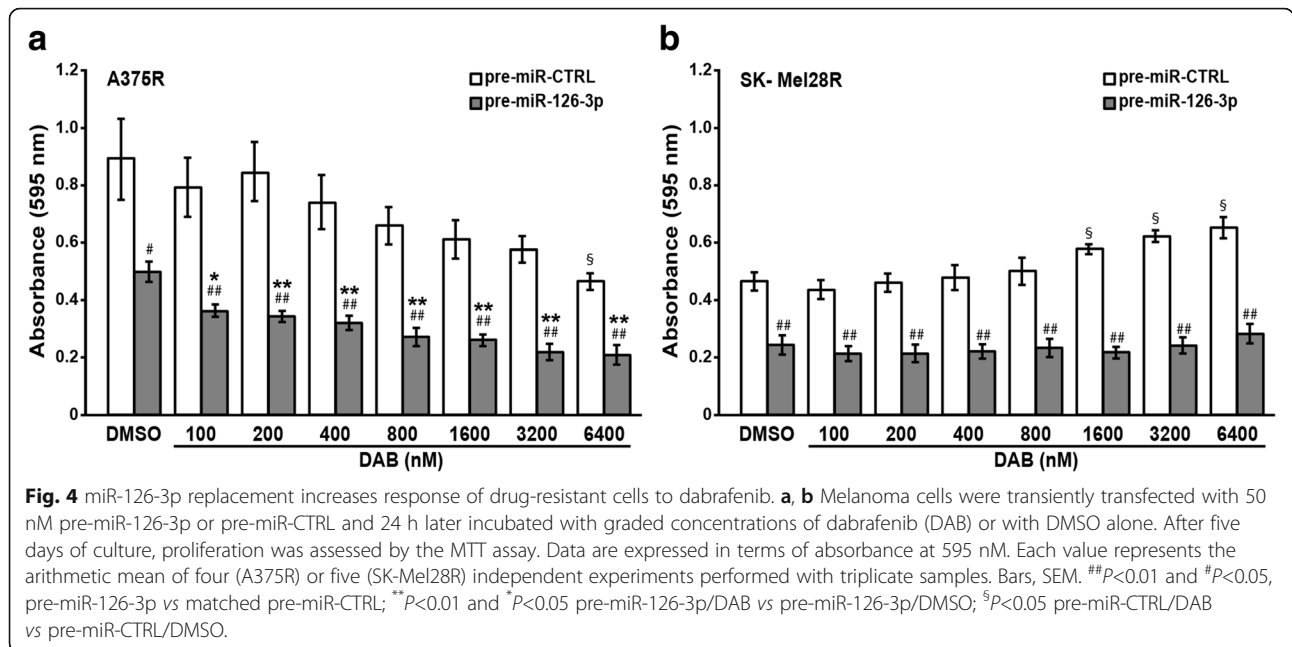 a
A375R
pre-miR-CTRL
pre-miR-126-3p
Absorbance (595 nm)
1.2
1.0
0.8
0.6
0.4
0.2
0
#
*
##
**
##
**
##
**
##
**
##
**
##
§
**
##
DMSO 100 200 400 800 1600 3200 6400
DAB (nM)
b
SK- Mel28R
pre-miR-CTRL
pre-miR-126-3p
Absorbance (595 nm)
1.2
1.0
0.8
0.6
0.4
0.2
0
## ## ## ## ## ## ## ##
§ § §
DMSO 100 200 400 800 1600 3200 6400
DAB (nM)
Fig. 4 miR-126-3p replacement increases response of drug-resistant cells to dabrafenib. a, b Melanoma cells were transiently transfected with 50
nM pre-miR-126-3p or pre-miR-CTRL and 24 h later incubated with graded concentrations of dabrafenib (DAB) or with DMSO alone. After five
days of culture, proliferation was assessed by the MTT assay. Data are expressed in terms of absorbance at 595 nM. Each value represents the
arithmetic mean of four (A375R) or five (SK-Mel28R) independent experiments performed with triplicate samples. Bars, SEM. ##P<0.01 and #P<0.05,
pre-miR-126-3p vs matched pre-miR-CTRL; **P<0.01 and *P<0.05 pre-miR-126-3p/DAB vs pre-miR-126-3p/DMSO; §P<0.05 pre-miR-CTRL/DAB
vs pre-miR-CTRL/DMSO.